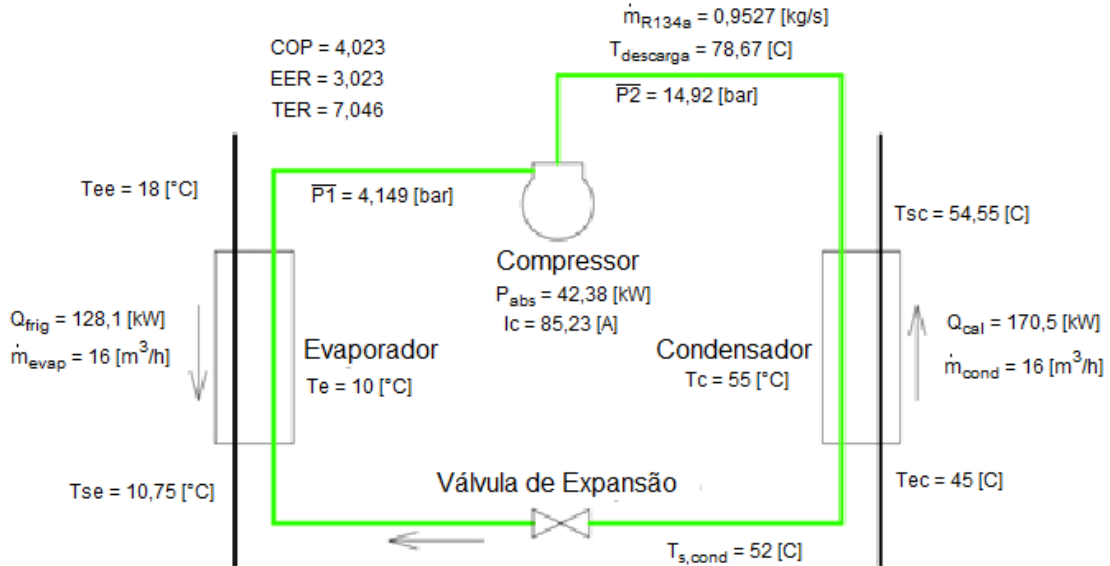 ṁR134a = 0,9527 [kg/s]
Tdescarga = 78,67 [C]
COP = 4,023
EER = 3,023
TER = 7,046
P2 = 14,92 [bar]
Tee = 18 [°C]
P1 = 4,149 [bar]
Tsc = 54,55 [C]
Compressor
Pabs = 42,38 [kW]
Ic = 85,23 [A]
Qfrig = 128,1 [kW]
ṁevap = 16 [m³/h]
Evaporador
Te = 10 [°C]
Condensador
Tc = 55 [°C]
Qcal = 170,5 [kW]
ṁcond = 16 [m³/h]
Tse = 10,75 [°C]
Válvula de Expansão
Tec = 45 [C]
Ts,cond = 52 [C]